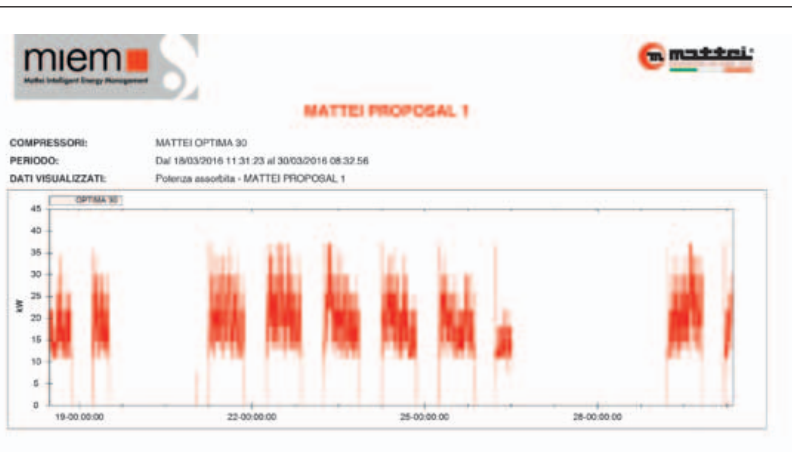 miem
Mattei Intelligent Energy Management
mattei
MATTEI PROPOSAL 1
COMPRESSORI: MATTEI OPTIMA 30
PERIODO: Dal 18/03/2016 11:31:23 al 30/03/2016 08:32:56
DATI VISUALIZZATI: Potenza assorbita - MATTEI PROPOSAL 1
OPTIMA 30
45
40
35
30
25
20
15
10
5
0
kW
19-00:00:00 22-00:00:00 25-00:00:00 28-00:00:00